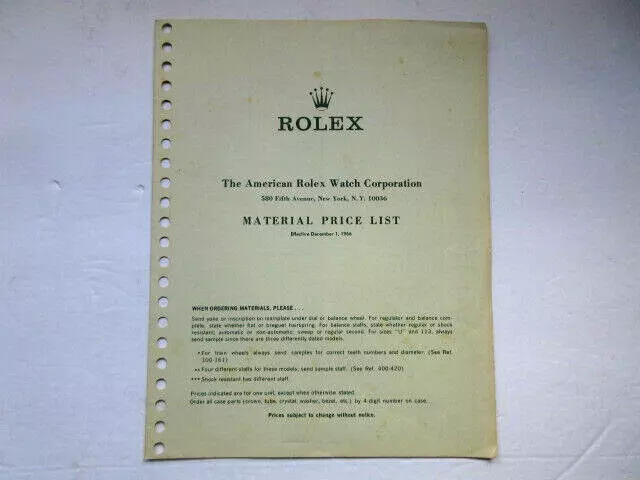 ROLEX
The American Rolex Watch Corporation
580 Fifth Avenue, New York, N.Y. 10036
MATERIAL PRICE LIST
Effective December 1, 1966
WHEN ORDERING MATERIALS, PLEASE . . .
Send yoke or inscription on mainplate under dial or balance wheel. For regulator and balance com-
plete, state whether flat or breguet hairspring. For balance staffs, state whether regular or shock
resistant; automatic or non-automatic; sweep or regular second. For sizes "U" and 113, always
send sample since there are three differently dated models.
* For train wheels always send samples for correct teeth numbers and diameter. (See Ref.
100-161)
** Four different staffs for these models, send sample staff. (See Ref. 400-420)
*** Shock resistant has different staff.
Prices indicated are for one unit, except when otherwise stated.
Order all case parts (crown, tube, crystal, washer, bezel, etc.) by 4-digit number on case.
Prices subject to change without notice.